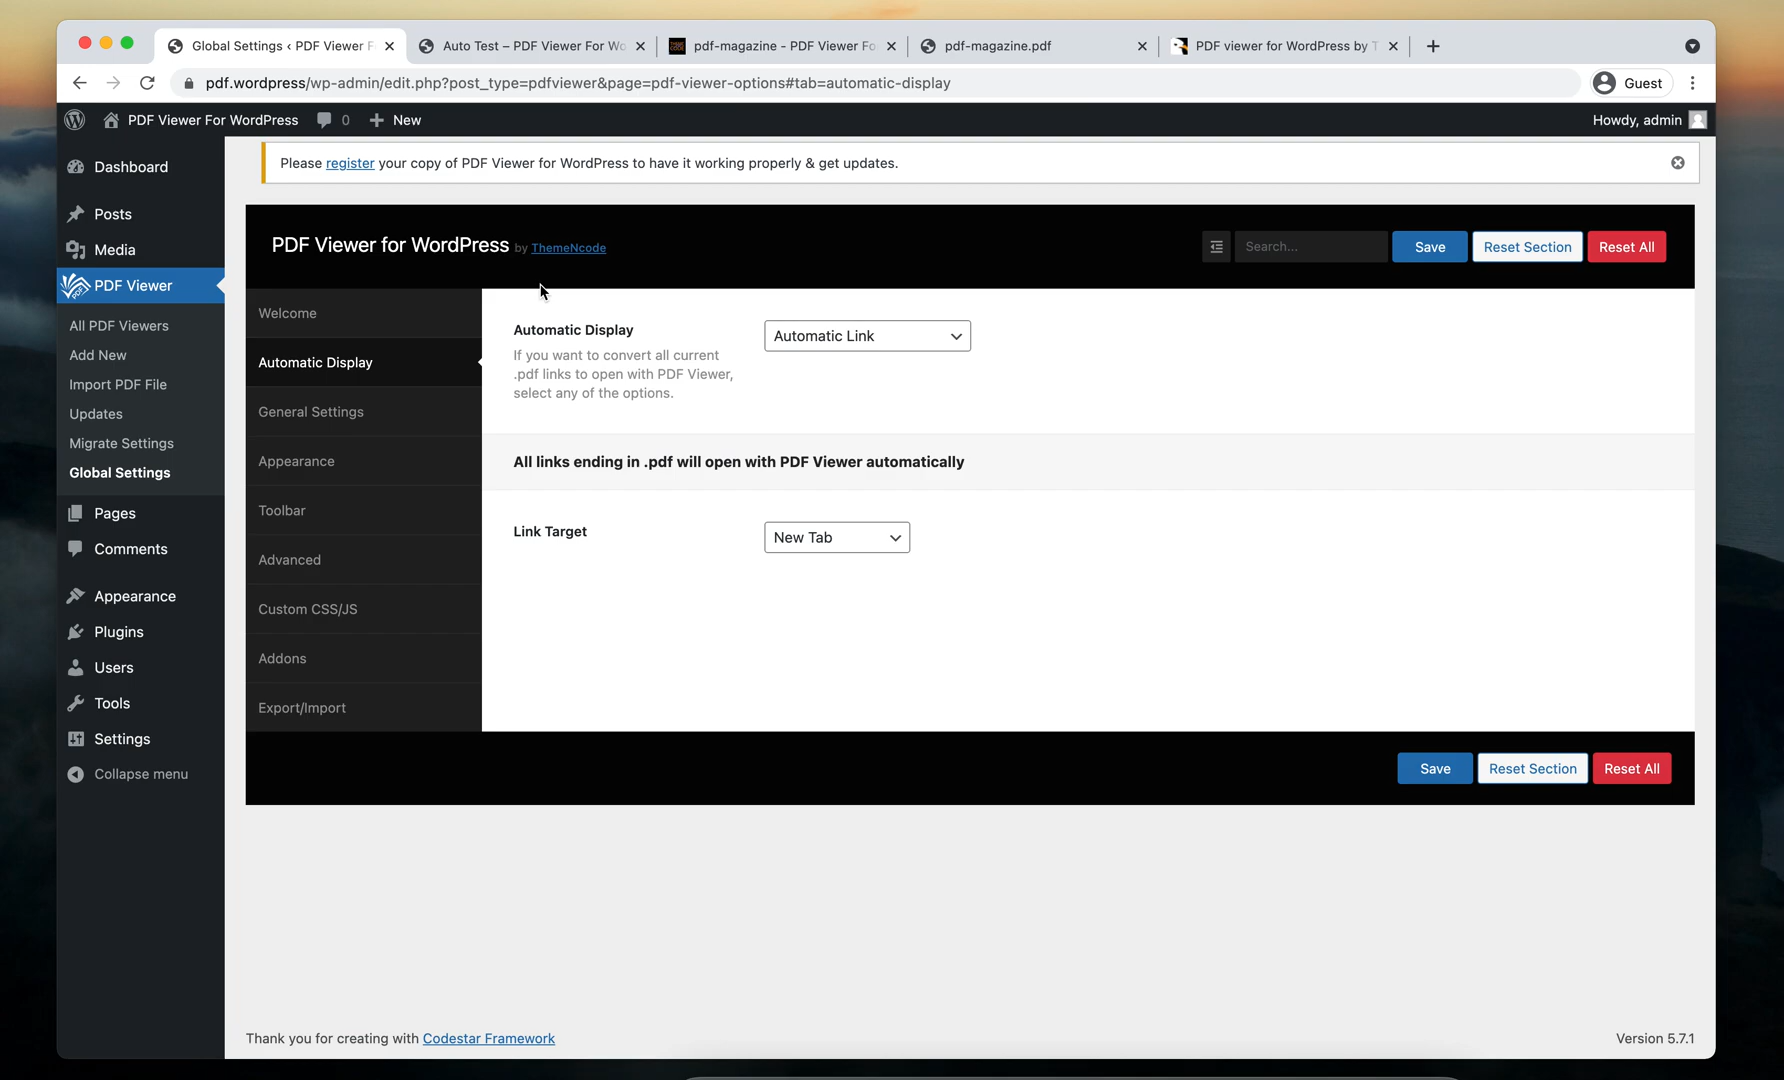 Global Settings ‹ PDF Viewer F
Auto Test – PDF Viewer For Wo
pdf-magazine - PDF Viewer Fo
pdf-magazine.pdf
PDF viewer for WordPress by T
pdf.wordpress/wp-admin/edit.php?post_type=pdfviewer&page=pdf-viewer-options#tab=automatic-display
Guest
PDF Viewer For WordPress
0
New
Howdy, admin
Dashboard
Posts
Media
PDF Viewer
All PDF Viewers
Add New
Import PDF File
Updates
Migrate Settings
Global Settings
Pages
Comments
Appearance
Plugins
Users
Tools
Settings
Collapse menu
Please register your copy of PDF Viewer for WordPress to have it working properly & get updates.
PDF Viewer for WordPress by ThemeNcode
Search...
Save
Reset Section
Reset All
Welcome
Automatic Display
General Settings
Appearance
Toolbar
Advanced
Custom CSS/JS
Addons
Export/Import
Automatic Display
If you want to convert all current
.pdf links to open with PDF Viewer,
select any of the options.
Automatic Link
All links ending in .pdf will open with PDF Viewer automatically
Link Target
New Tab
Save
Reset Section
Reset All
Thank you for creating with Codestar Framework
Version 5.7.1